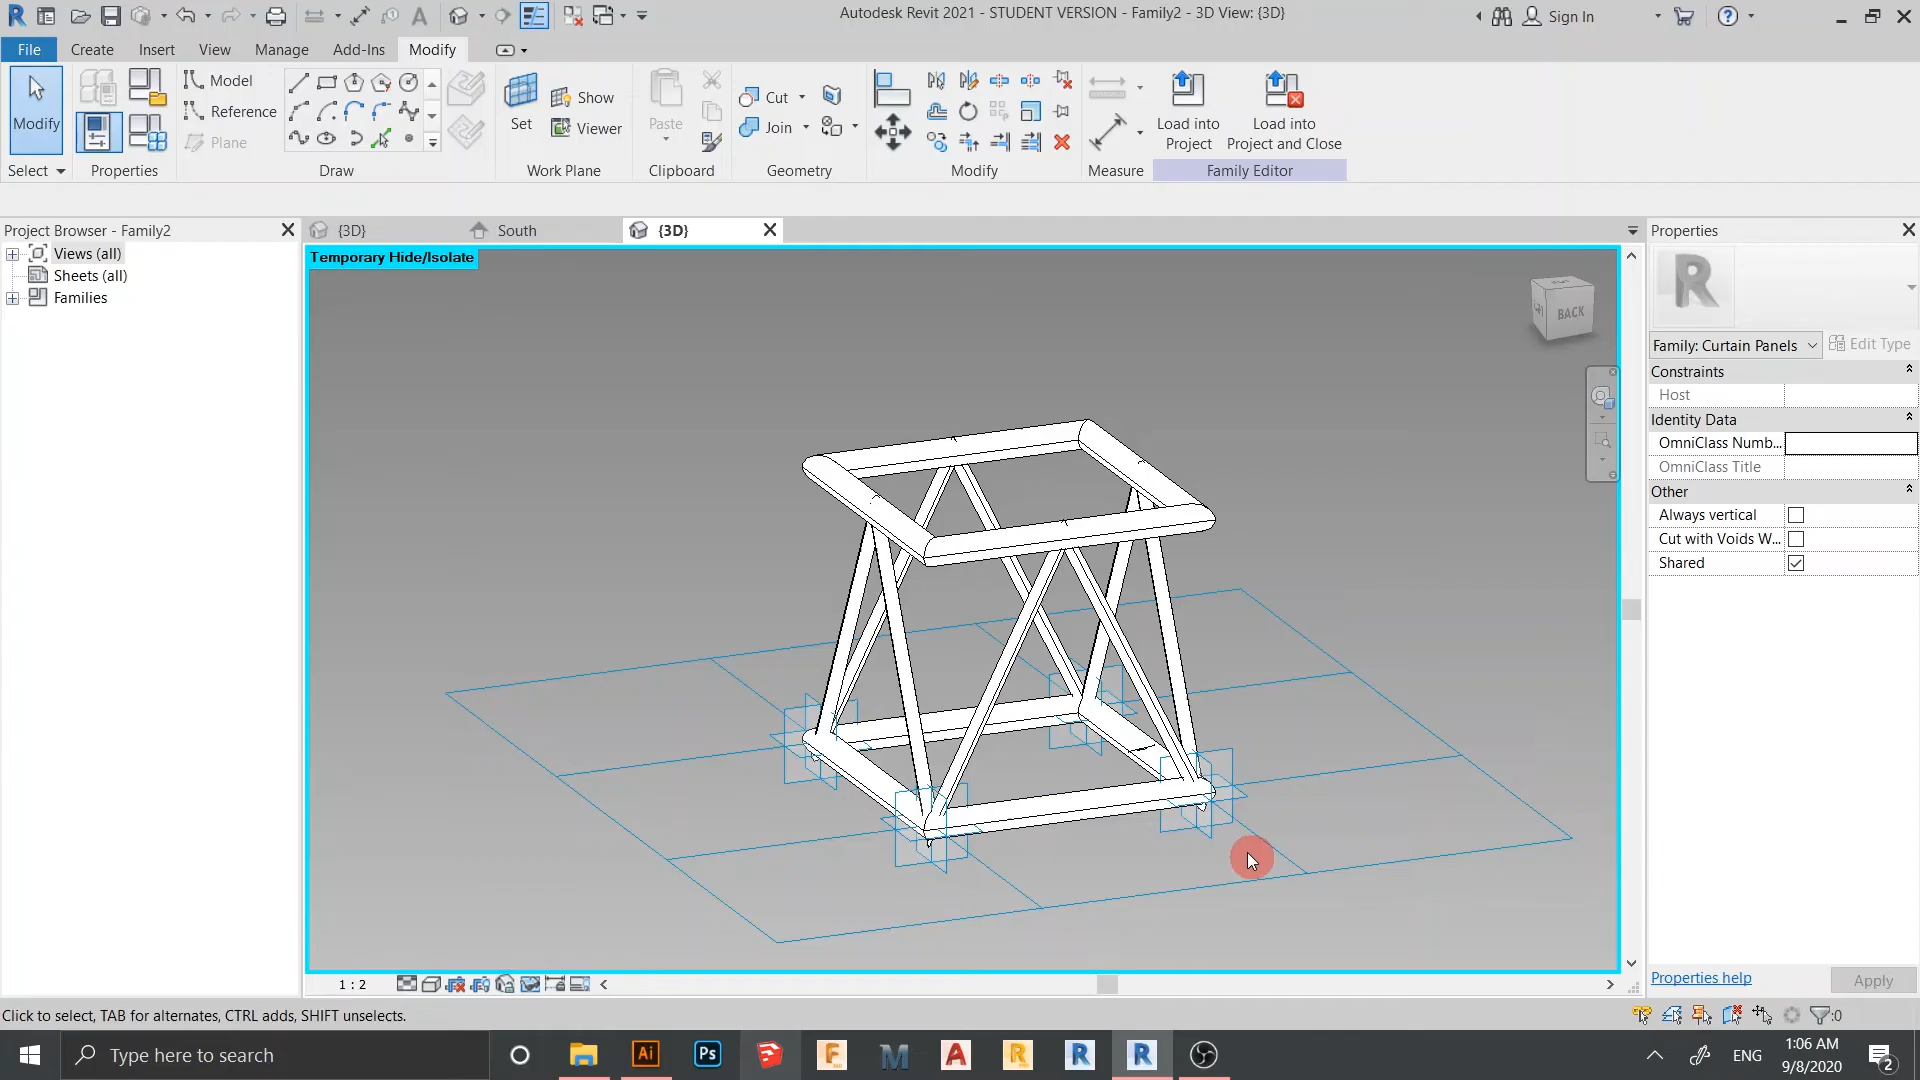 Autodesk Revit 2021 - STUDENT VERSION - Family2 - 3D View: {3D}
Sign In
File
Create
Insert
View
Manage
Add-Ins
Modify
Modify
Select
Properties
Model
Reference
Plane
Draw
Set
Show
Viewer
Work Plane
Paste
Clipboard
Cut
Join
Geometry
Modify
Measure
Load into
Project
Load into
Project and Close
Family Editor
Project Browser - Family2
Views (all)
Sheets (all)
Families
{3D}
South
{3D}
Temporary Hide/Isolate
BACK
Properties
Family: Curtain Panels
Edit Type
Constraints
Host
Identity Data
OmniClass Numb...
OmniClass Title
Other
Always vertical
Cut with Voids W...
Shared
Properties help
Apply
1 : 2
Click to select, TAB for alternates, CTRL adds, SHIFT unselects.
:0
Type here to search
Ai
Ps
ENG
1:06 AM
9/8/2020
2